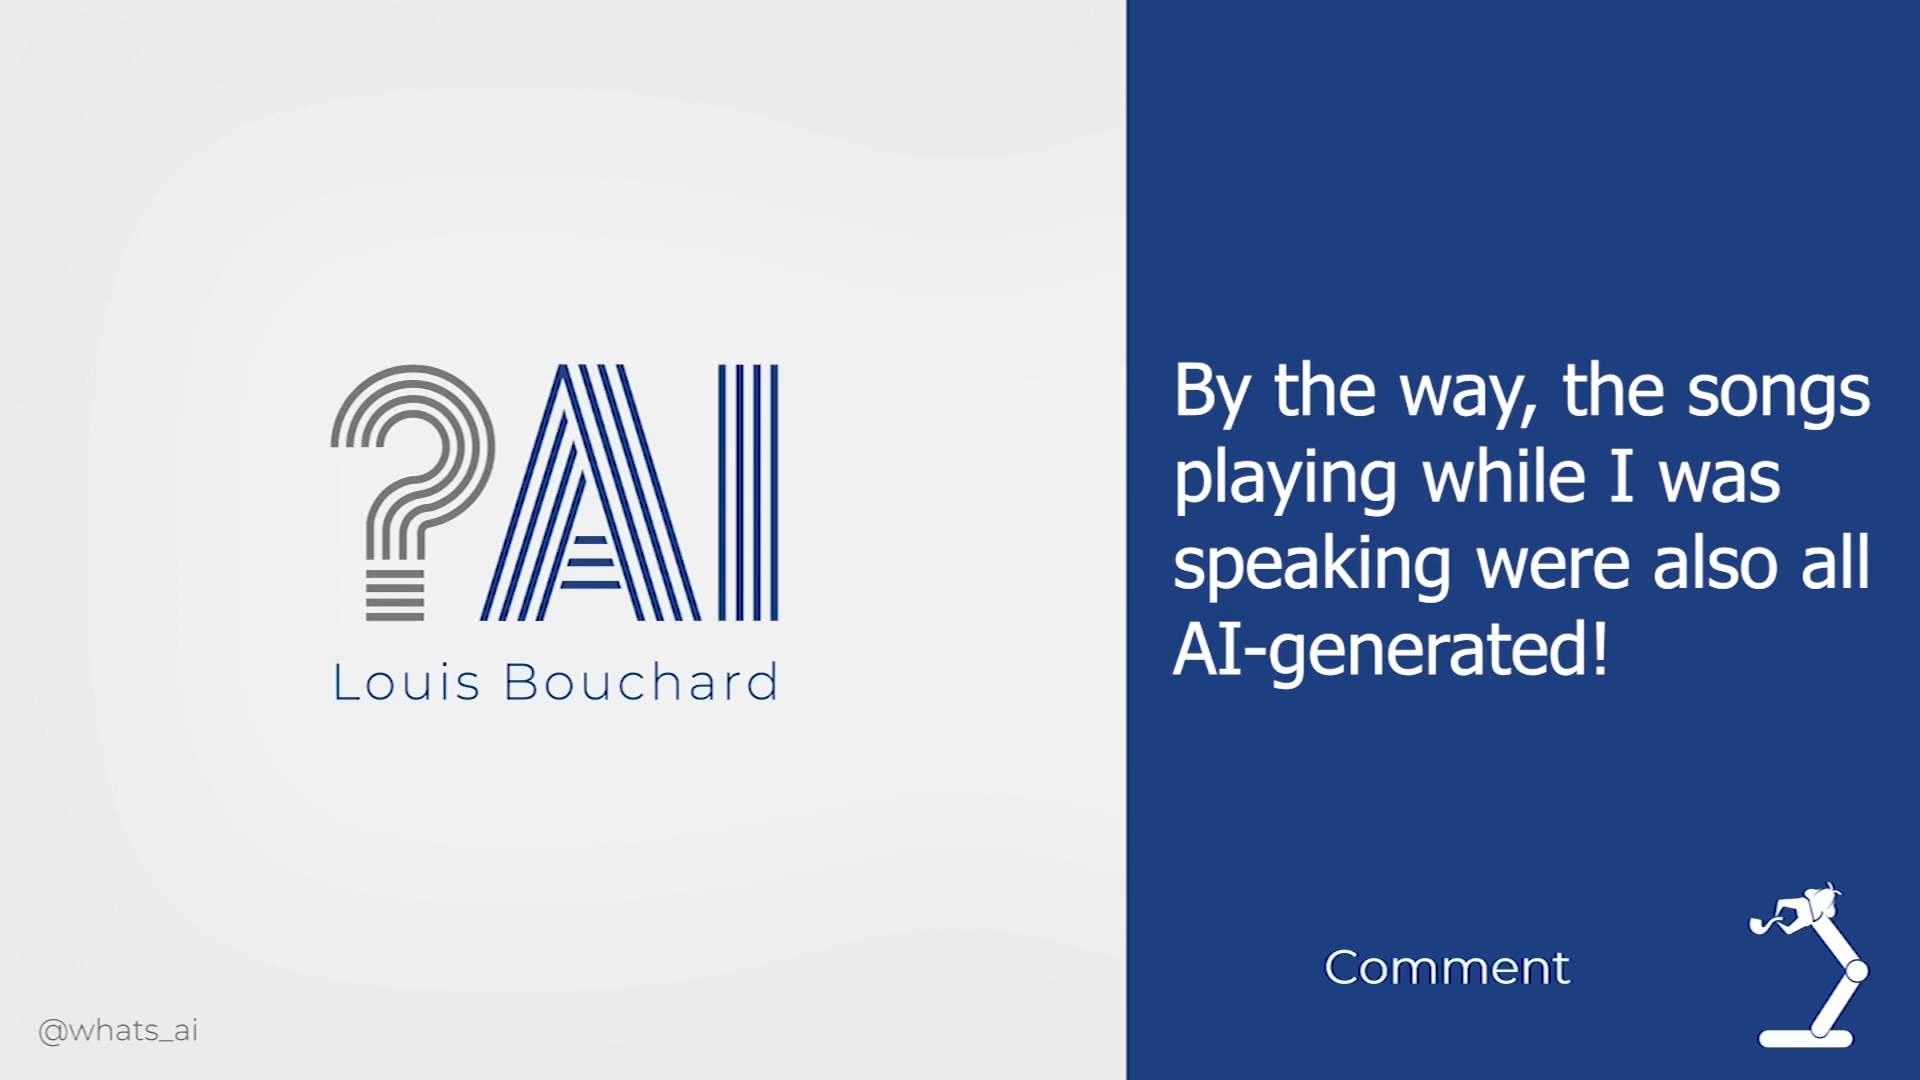 ?AI
Louis Bouchard
@whats_ai
By the way, the songs
playing while I was
speaking were also all
AI-generated!
Comment